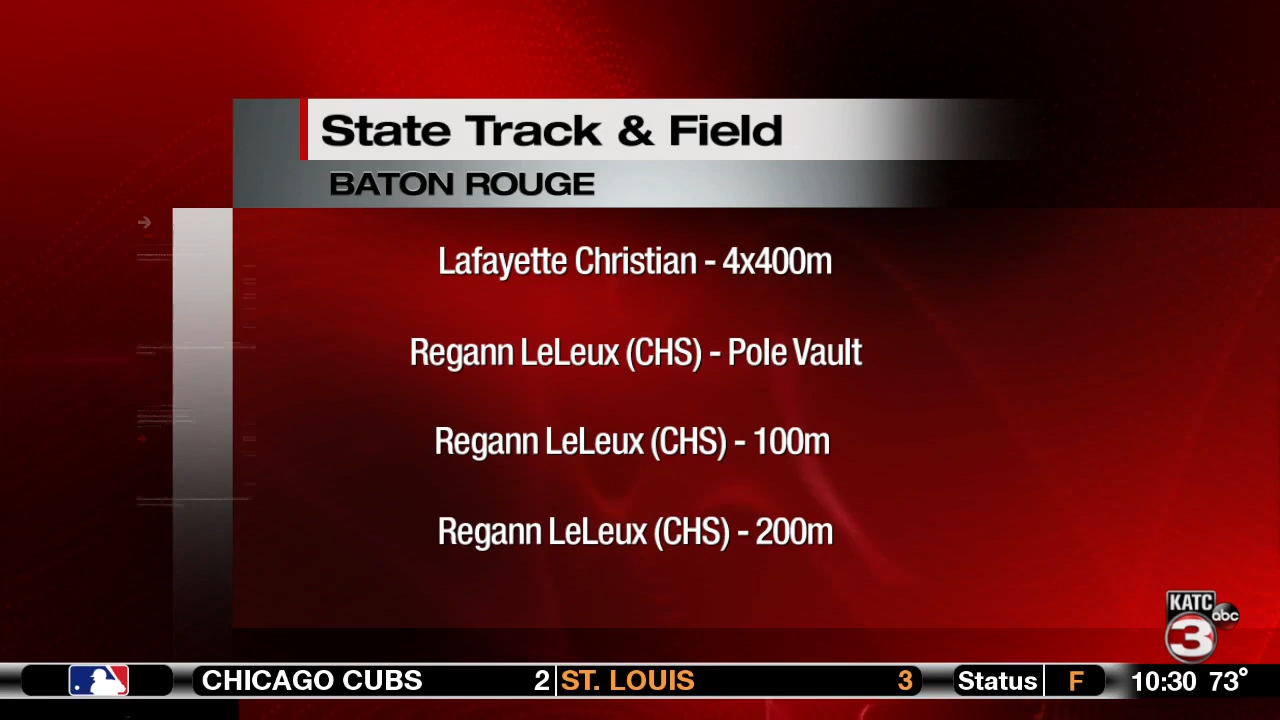 State Track & Field
BATON ROUGE
Lafayette Christian - 4x400m
Regann LeLeux (CHS) - Pole Vault
Regann LeLeux (CHS) - 100m
Regann LeLeux (CHS) - 200m
KATC
abc
3
CHICAGO CUBS 2 ST. LOUIS 3 Status F 10:30 73°